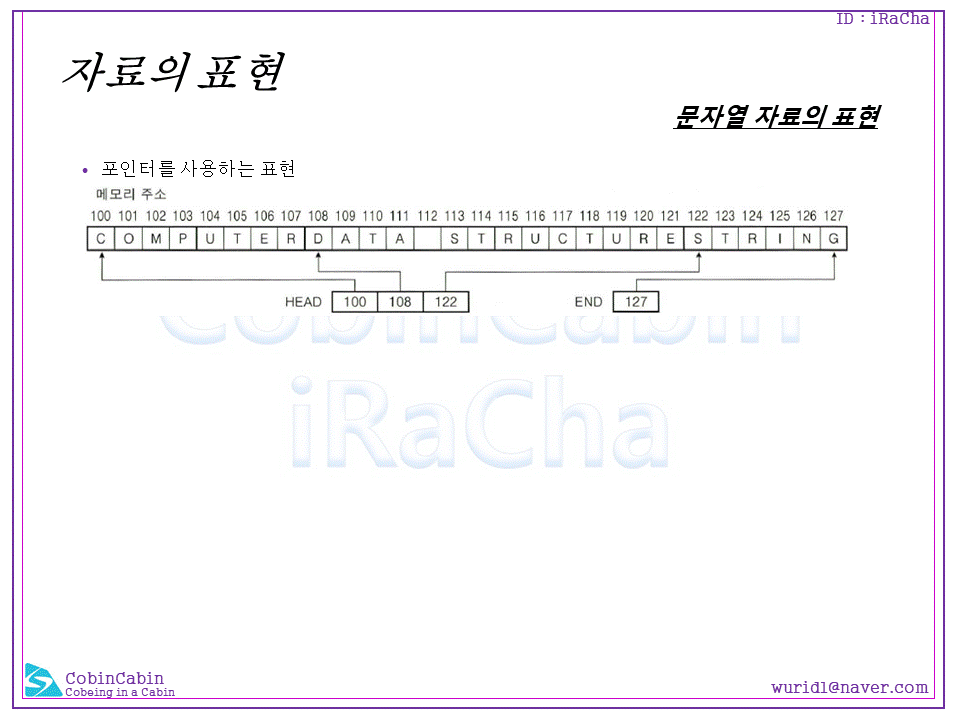 ID : iRaCha
자료의 표현
문자열 자료의 표현
• 포인터를 사용하는 표현
메모리 주소
100 101 102 103 104 105 106 107 108 109 110 111 112 113 114 115 116 117 118 119 120 121 122 123 124 125 126 127
C O M P U T E R D A T A S T R U C T U R E S T R I N G
HEAD 100 108 122 END 127
CobinCabin
iRaCha
CobinCabin
Cobeing in a Cabin
wurid1@naver.com